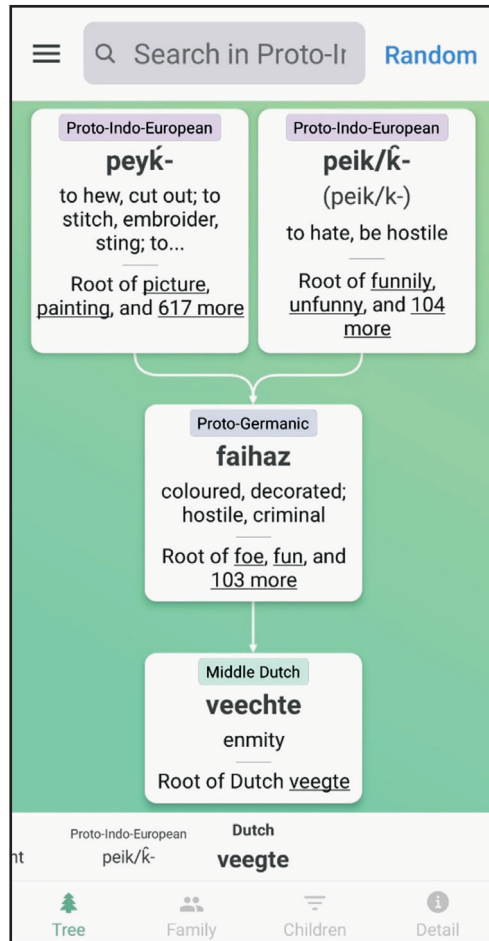 Search in Proto-Ir
Random
Proto-Indo-European
peyḱ-
to hew, cut out; to
stitch, embroider,
sting; to...
Root of picture,
painting, and 617 more
Proto-Indo-European
peik/k̑-
(peik/k-)
to hate, be hostile
Root of funnily,
unfunny, and 104
more
Proto-Germanic
faihaz
coloured, decorated;
hostile, criminal
Root of foe, fun, and
103 more
Middle Dutch
veechte
enmity
Root of Dutch veegte
nt
Proto-Indo-European
peik/k̑-
Dutch
veegte
Tree
Family
Children
Detail